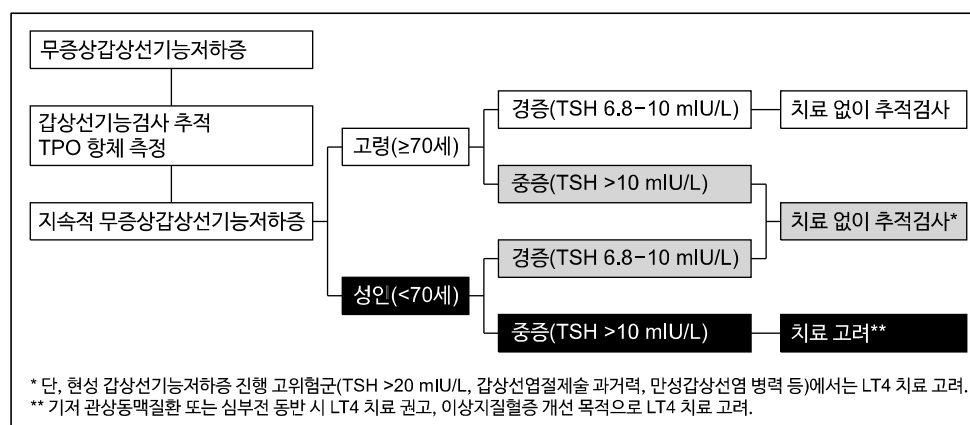 무증상갑상선기능저하증
갑상선기능검사 추적
TPO 항체 측정
지속적 무증상갑상선기능저하증
고령(≥70세)
성인(<70세)
경증(TSH 6.8−10 mIU/L)
중증(TSH >10 mIU/L)
경증(TSH 6.8−10 mIU/L)
중증(TSH >10 mIU/L)
치료 없이 추적검사
치료 없이 추적검사*
치료 고려**
* 단, 현성 갑상선기능저하증 진행 고위험군(TSH >20 mIU/L, 갑상선엽절제술 과거력, 만성갑상선염 병력 등)에서는 LT4 치료 고려.
** 기저 관상동맥질환 또는 심부전 동반 시 LT4 치료 권고, 이상지질혈증 개선 목적으로 LT4 치료 고려.